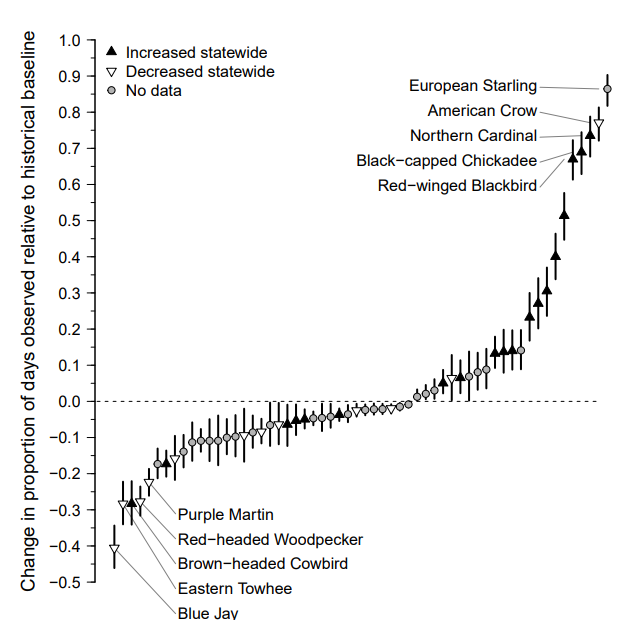 Change in proportion of days observed relative to historical baseline
1.0
0.9
0.8
0.7
0.6
0.5
0.4
0.3
0.2
0.1
0.0
−0.1
−0.2
−0.3
−0.4
−0.5
Increased statewide
Decreased statewide
No data
European Starling
American Crow
Northern Cardinal
Black−capped Chickadee
Red−winged Blackbird
Purple Martin
Red−headed Woodpecker
Brown−headed Cowbird
Eastern Towhee
Blue Jay